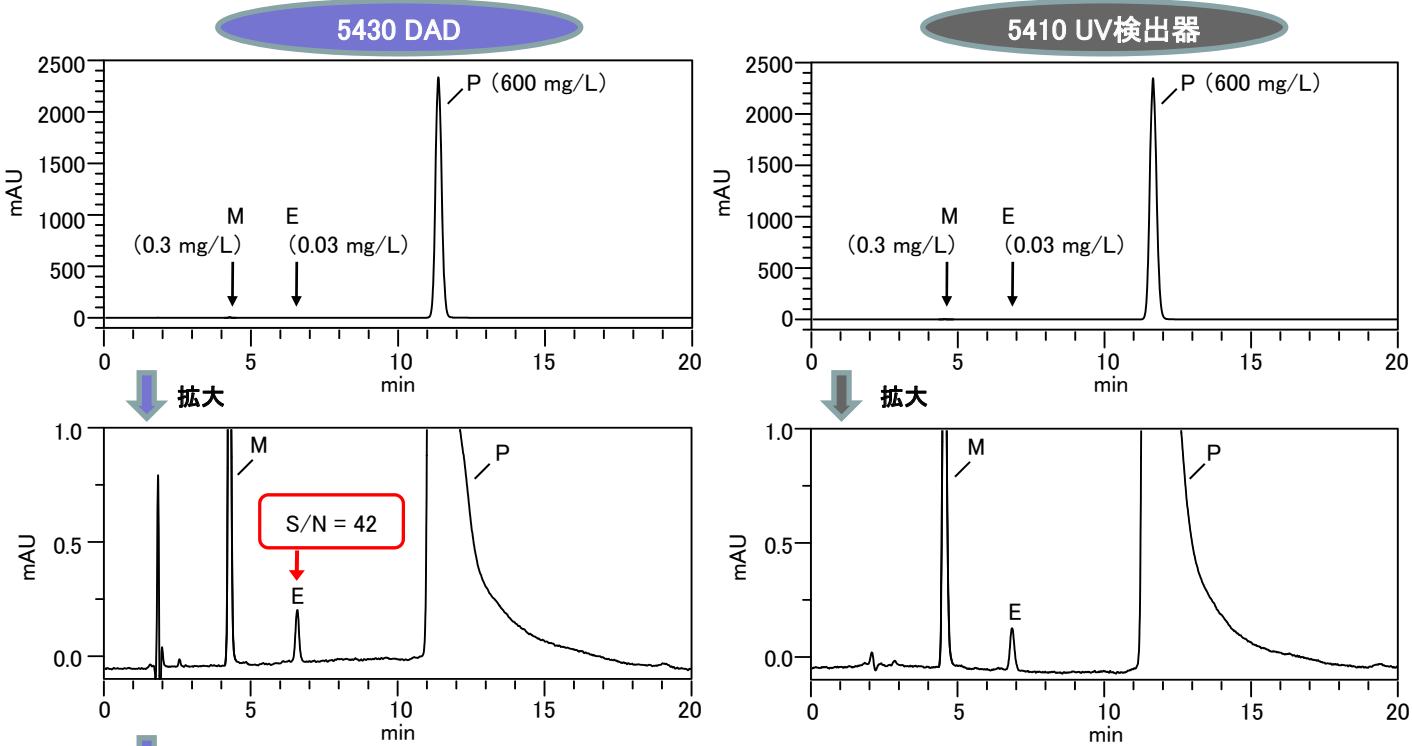 5430 DAD
2500
2000
1500
1000
500
0
mAU
P（600 mg/L）
M
（0.3 mg/L）
E
（0.03 mg/L）
0
5
10
15
20
min
拡大
1.0
0.5
0.0
mAU
M
S/N = 42
E
P
0
5
10
15
20
min
5410 UV検出器
2500
2000
1500
1000
500
0
mAU
P（600 mg/L）
M
（0.3 mg/L）
E
（0.03 mg/L）
0
5
10
15
20
min
拡大
1.0
0.5
0.0
mAU
M
E
P
0
5
10
15
20
min